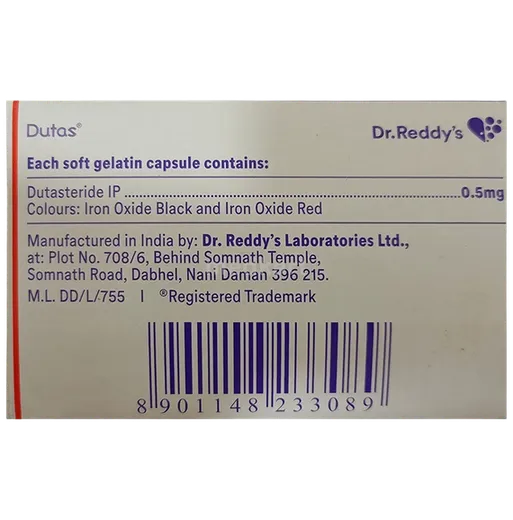 Dutas®
Dr.Reddy's
Each soft gelatin capsule contains:
Dutasteride IP..........................................................................0.5mg
Colours: Iron Oxide Black and Iron Oxide Red
Manufactured in India by: Dr. Reddy's Laboratories Ltd.,
at: Plot No. 708/6, Behind Somnath Temple,
Somnath Road, Dabhel, Nani Daman 396 215.
M.L. DD/L/755 | ®Registered Trademark
8 901148 233089